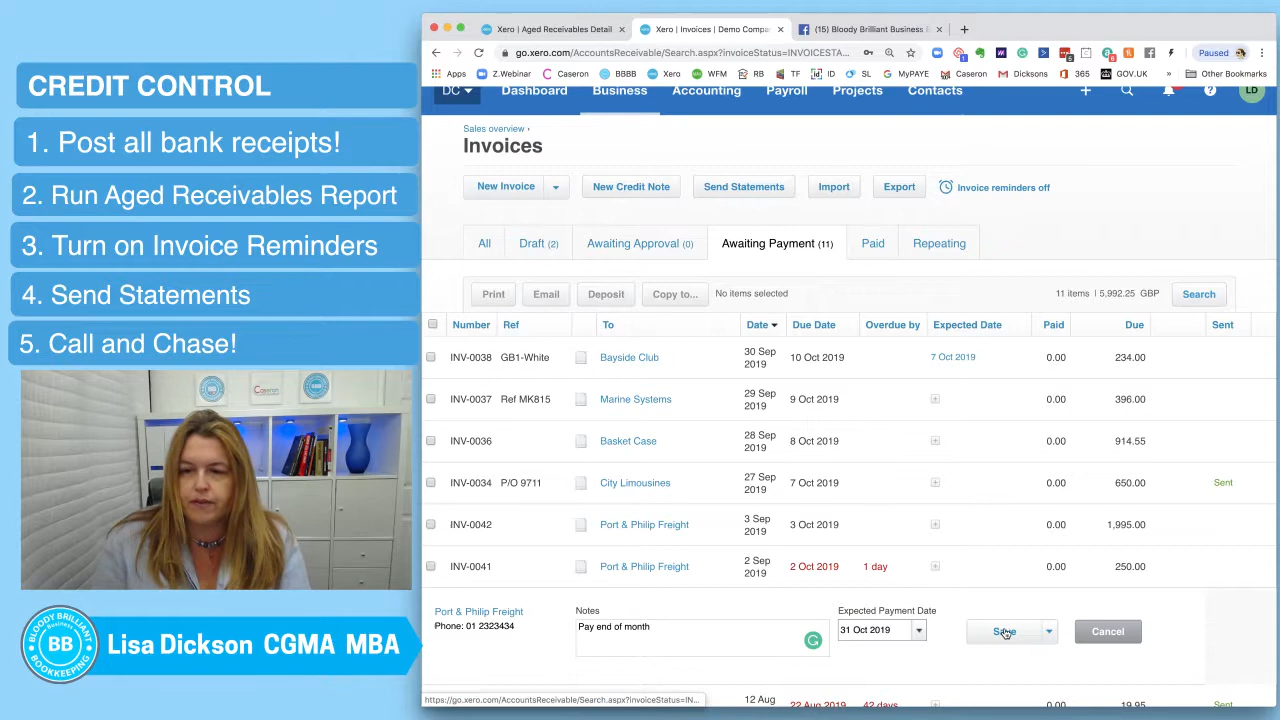 CREDIT CONTROL
1. Post all bank receipts!
2. Run Aged Receivables Report
3. Turn on Invoice Reminders
4. Send Statements
5. Call and Chase!
BB
Caseron
BB
BLOODY BRILLIANT
Business
BB
BOOKKEEPING
Lisa Dickson CGMA MBA
Xero | Aged Receivables Detail
Xero | Invoices | Demo Compa
(15) Bloody Brilliant Business B
go.xero.com/AccountsReceivable/Search.aspx?invoiceStatus=INVOICESTA...
Paused
Apps Z.Webinar Caseron BBBB Xero WFM RB TF ID SL MyPAYE Caseron Dicksons 365 GOV.UK » Other Bookmarks
DC Dashboard Business Accounting Payroll Projects Contacts LD
Sales overview ›
Invoices
New Invoice New Credit Note Send Statements Import Export Invoice reminders off
All Draft (2) Awaiting Approval (0) Awaiting Payment (11) Paid Repeating
Print Email Deposit Copy to... No items selected 11 items | 5,992.25 GBP Search
Number Ref To Date Due Date Overdue by Expected Date Paid Due Sent
INV-0038 GB1-White Bayside Club 30 Sep 2019 10 Oct 2019 7 Oct 2019 0.00 234.00
INV-0037 Ref MK815 Marine Systems 29 Sep 2019 9 Oct 2019 0.00 396.00
INV-0036 Basket Case 28 Sep 2019 8 Oct 2019 0.00 914.55
INV-0034 P/O 9711 City Limousines 27 Sep 2019 7 Oct 2019 0.00 650.00 Sent
INV-0042 Port & Philip Freight 3 Sep 2019 3 Oct 2019 0.00 1,995.00
INV-0041 Port & Philip Freight 2 Sep 2019 2 Oct 2019 1 day 0.00 250.00
Port & Philip Freight Notes Expected Payment Date
Phone: 01 2323434 Pay end of month 31 Oct 2019 Save Cancel
12 Aug 22 Aug 2019 42 days 0.00 19.95 Sent
https://go.xero.com/AccountsReceivable/Search.aspx?invoiceStatus=IN...